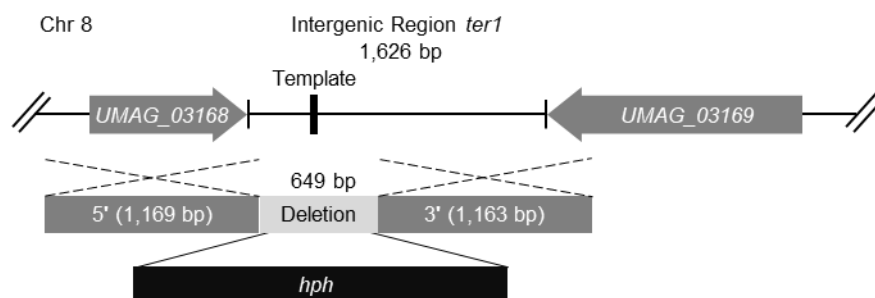 Chr 8
Intergenic Region ter1
1,626 bp
Template
UMAG_03168
UMAG_03169
649 bp
5' (1,169 bp)
Deletion
3' (1,163 bp)
hph